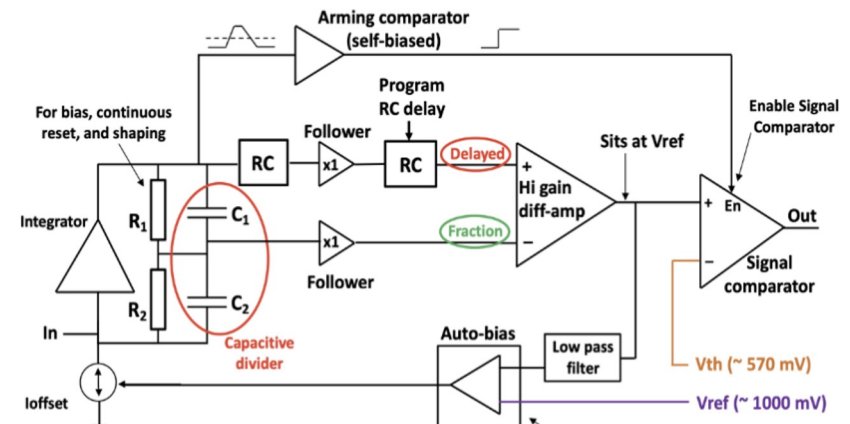 Arming comparator
(self-biased)
Program
RC delay
For bias, continuous
reset, and shaping
Follower
Enable Signal
Comparator
Sits at Vref
RC
x1
RC
Delayed
+
Hi gain
diff-amp
-
+ En
-
Out
Integrator
R1
C1
Fraction
x1
Follower
Signal
comparator
R2
C2
In
Capacitive
divider
Auto-bias
Low pass
filter
Vth (~ 570 mV)
Vref (~ 1000 mV)
Ioffset